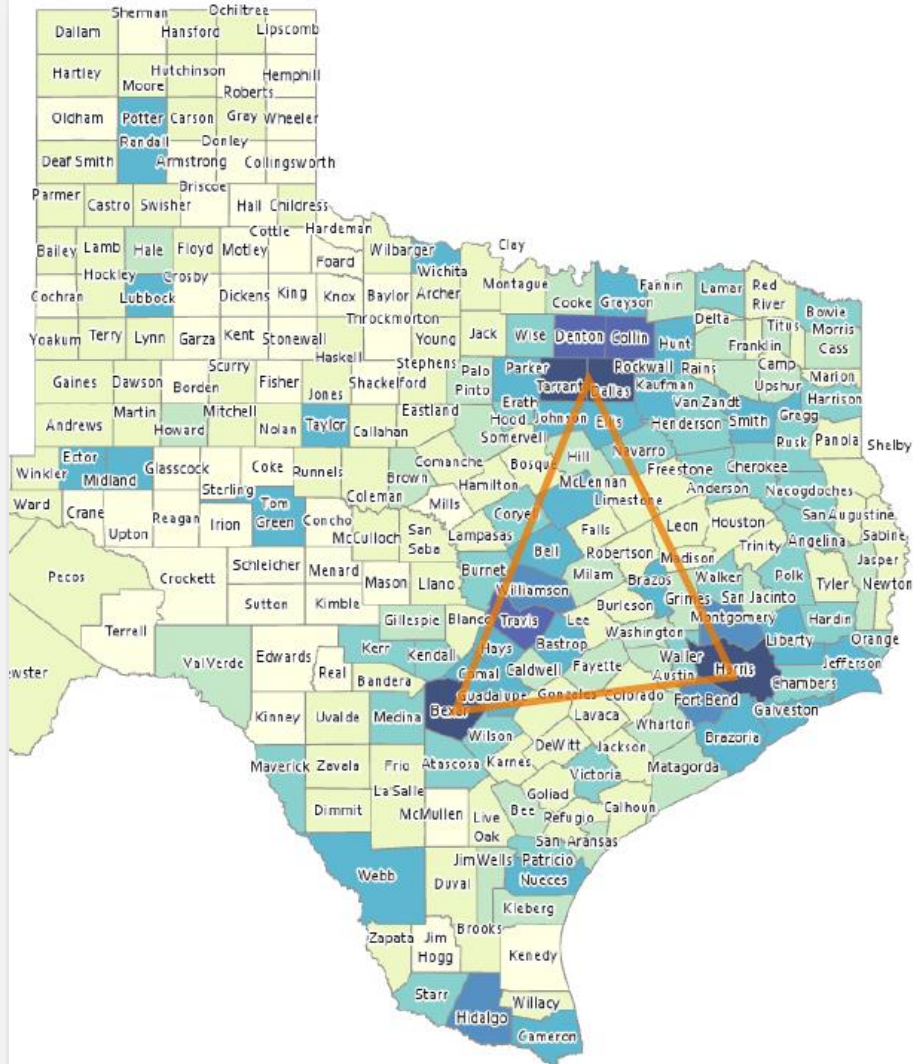 Sherman Ochiltree
Dallam Hansford Lipscomb
Hartley Moore Hutchinson Roberts Hemphill
Oldham Potter Carson Gray Wheeler
Deaf Smith Randall Armstrong Donley Collingsworth
Parmer Castro Swisher Briscoe Hall Childress
Bailey Lamb Hale Floyd Motley Cottle Hardeman Foard Wilbarger Wichita Clay
Cochran Hockley Lubbock Crosby Dickens King Knox Baylor Archer Montague Cooke Grayson Fannin Lamar Red River Bowie
Yoakum Terry Lynn Garza Kent Stonewall Haskell Throckmorton Young Jack Wise Denton Collin Hunt Delta Franklin Titus Morris Cass
Gaines Dawson Borden Scurry Fisher Jones Shackelford Stephens Palo Pinto Parker Tarrant Dallas Rockwall Kaufman Rains Camp Upshur Marion
Andrews Martin Howard Mitchell Nolan Taylor Callahan Eastland Erath Hood Somervell Johnson Ellis Van Zandt Henderson Smith Gregg Harrison
Winkler Ector Midland Glasscock Sterling Coke Runnels Coleman Brown Comanche Hamilton Bosque Hill Navarro Freestone Anderson Cherokee Rusk Panola Shelby
Ward Crane Upton Reagan Irion Tom Green Concho McCulloch San Saba Mills Lampasas Coryell McLennan Limestone Falls Leon Houston Nacogdoches San Augustine Sabine
Pecos Crockett Schleicher Menard Mason Llano Burnet Bell Milam Robertson Madison Trinity Angelina Jasper Newton
Terrell Sutton Kimble Gillespie Blanco Williamson Travis Lee Burleson Brazos Grimes Walker San Jacinto Polk Tyler Hardin
ewster Val Verde Edwards Real Kerr Kendall Bandera Hays Comal Caldwell Bastrop Fayette Washington Waller Austin Montgomery Harris Liberty Orange Jefferson Chambers
Kinney Uvalde Medina Bexar Guadalupe Gonzales Colorado Lavaca Wharton Fort Bend Galveston Brazoria
Maverick Zavala Frio Atascosa Wilson Karnes DeWitt Jackson Matagorda
Dimmit La Salle McMullen Live Oak Bee Goliad Victoria Refugio Calhoun
Webb Duval Jim Wells San Patricio Aransas Nueces
Zapata Jim Hogg Brooks Kleberg Kenedy
Starr Hidalgo Willacy Cameron